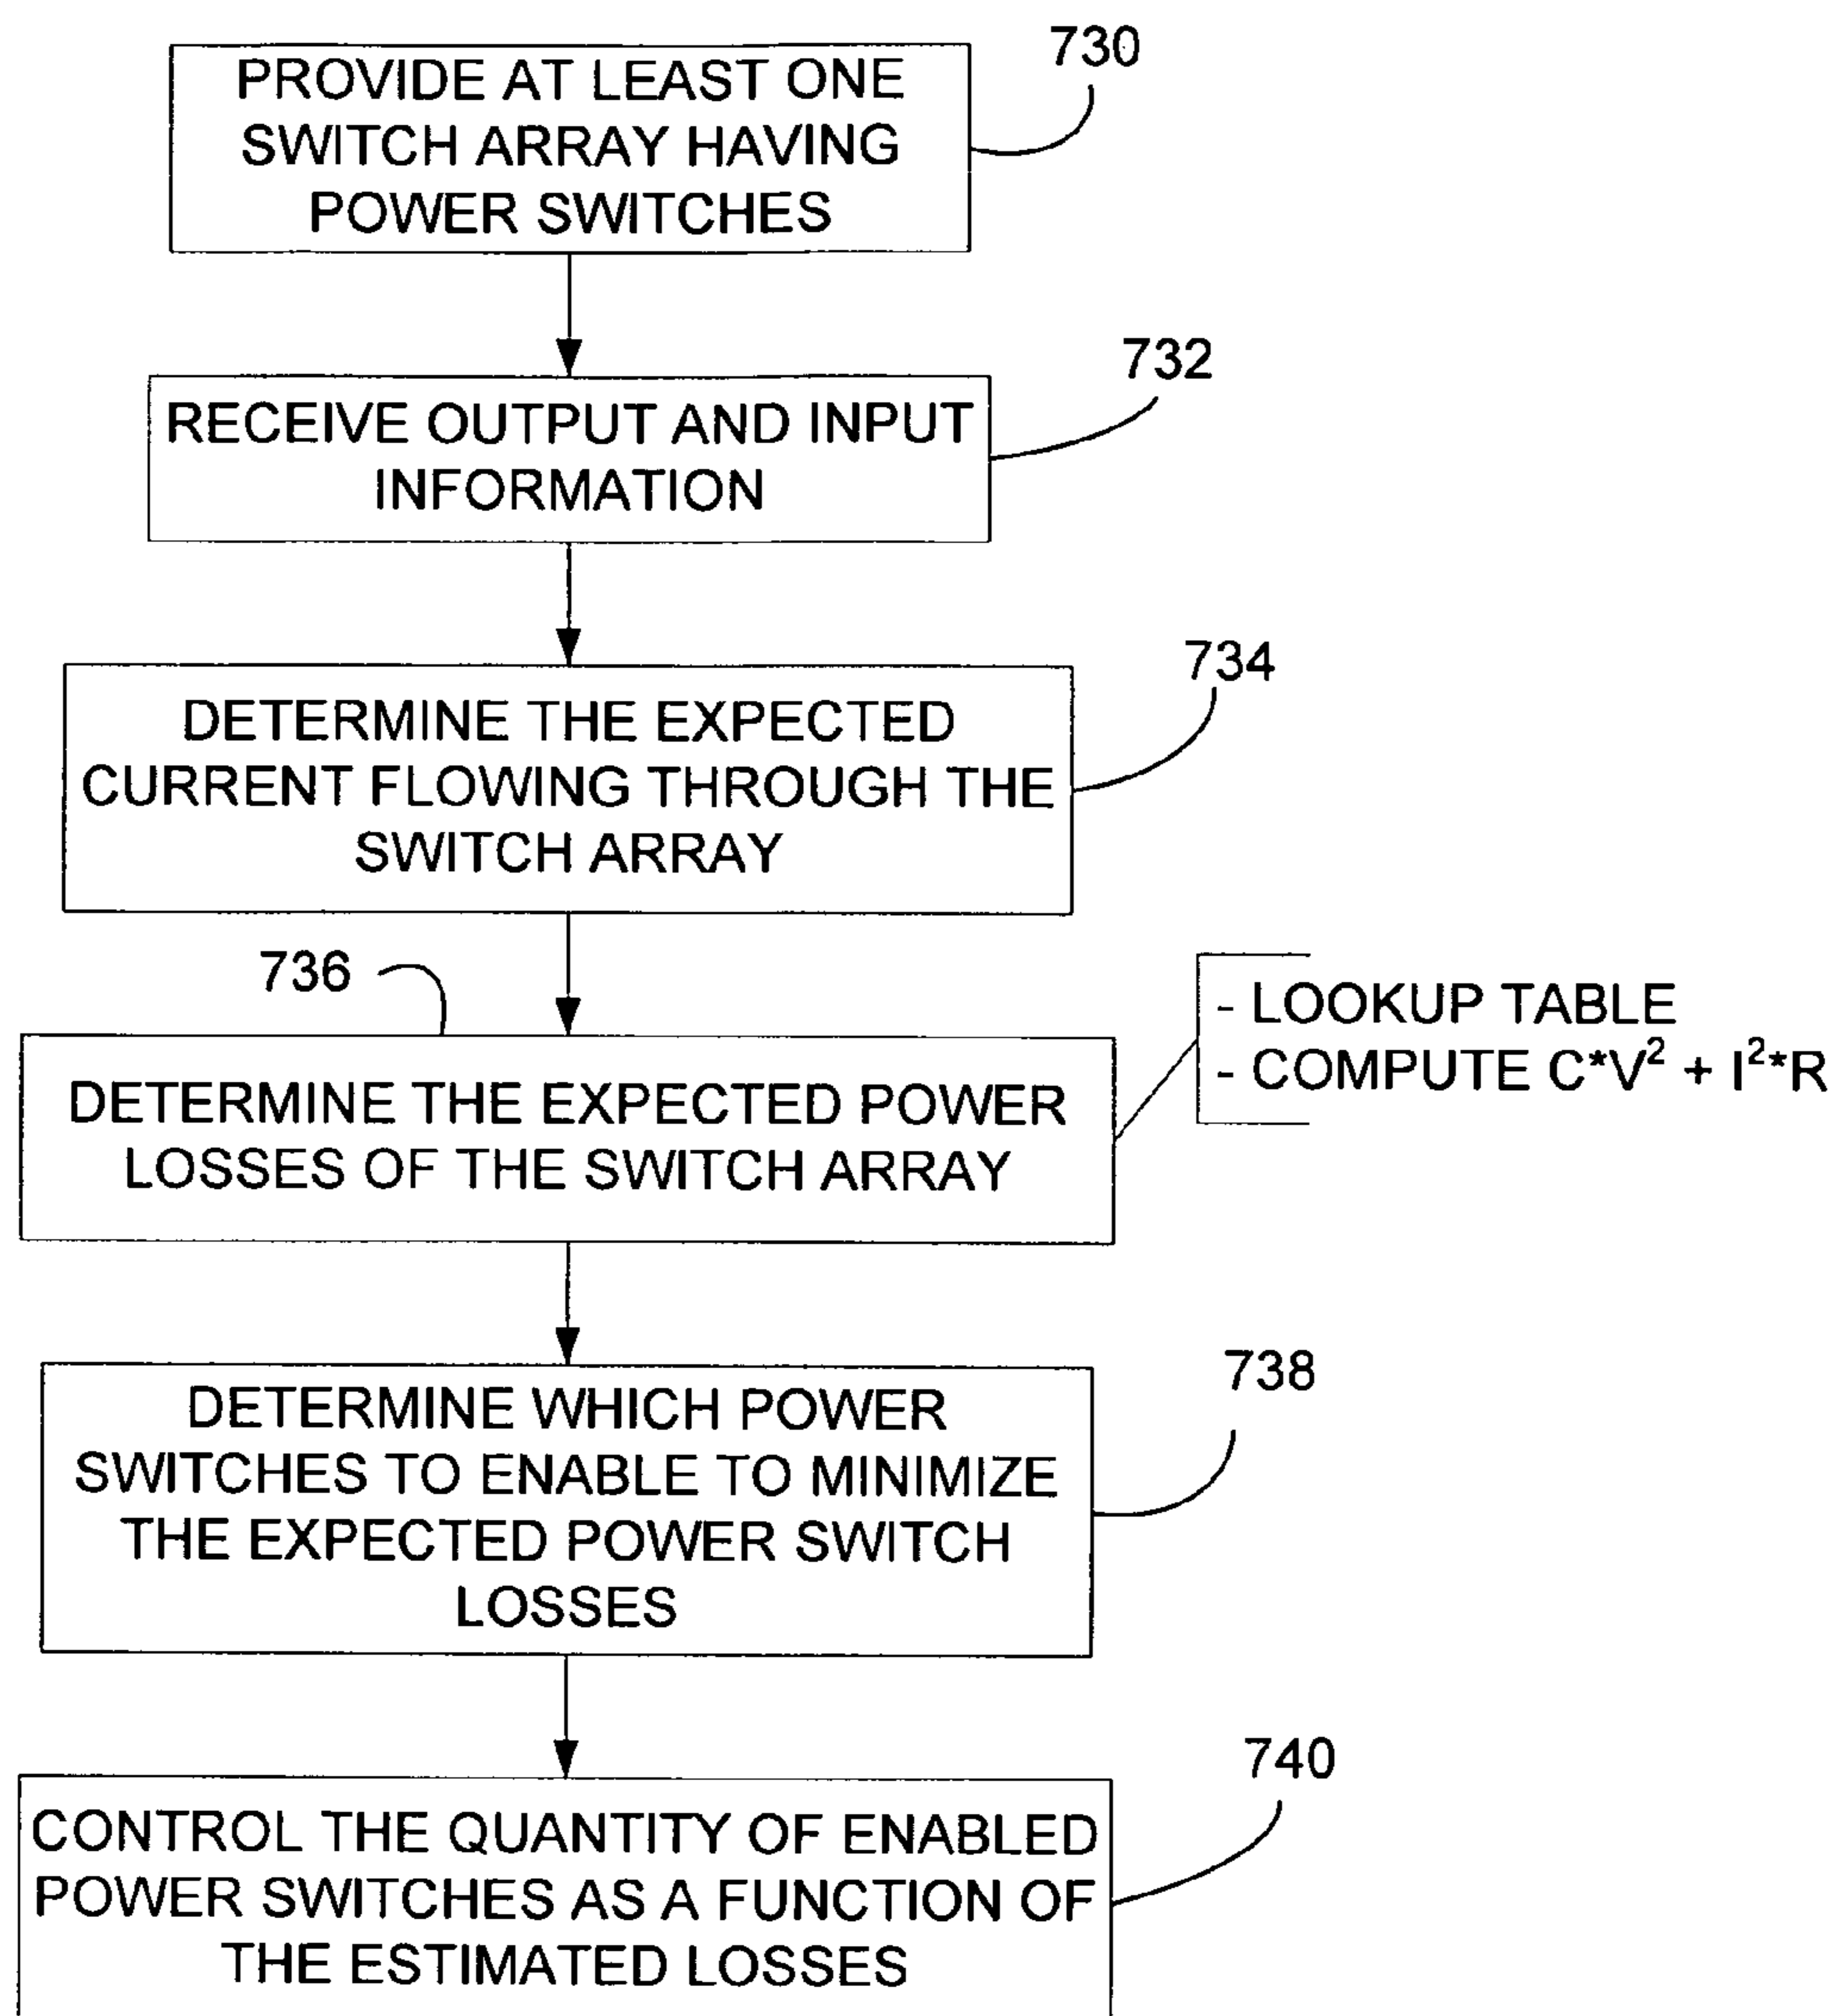 730
PROVIDE AT LEAST ONE
SWITCH ARRAY HAVING
POWER SWITCHES
732
RECEIVE OUTPUT AND INPUT
INFORMATION
734
DETERMINE THE EXPECTED
CURRENT FLOWING THROUGH THE
SWITCH ARRAY
736
- LOOKUP TABLE
- COMPUTE C*V² + I²*R
DETERMINE THE EXPECTED POWER
LOSSES OF THE SWITCH ARRAY
738
DETERMINE WHICH POWER
SWITCHES TO ENABLE TO MINIMIZE
THE EXPECTED POWER SWITCH
LOSSES
740
CONTROL THE QUANTITY OF ENABLED
POWER SWITCHES AS A FUNCTION OF
THE ESTIMATED LOSSES